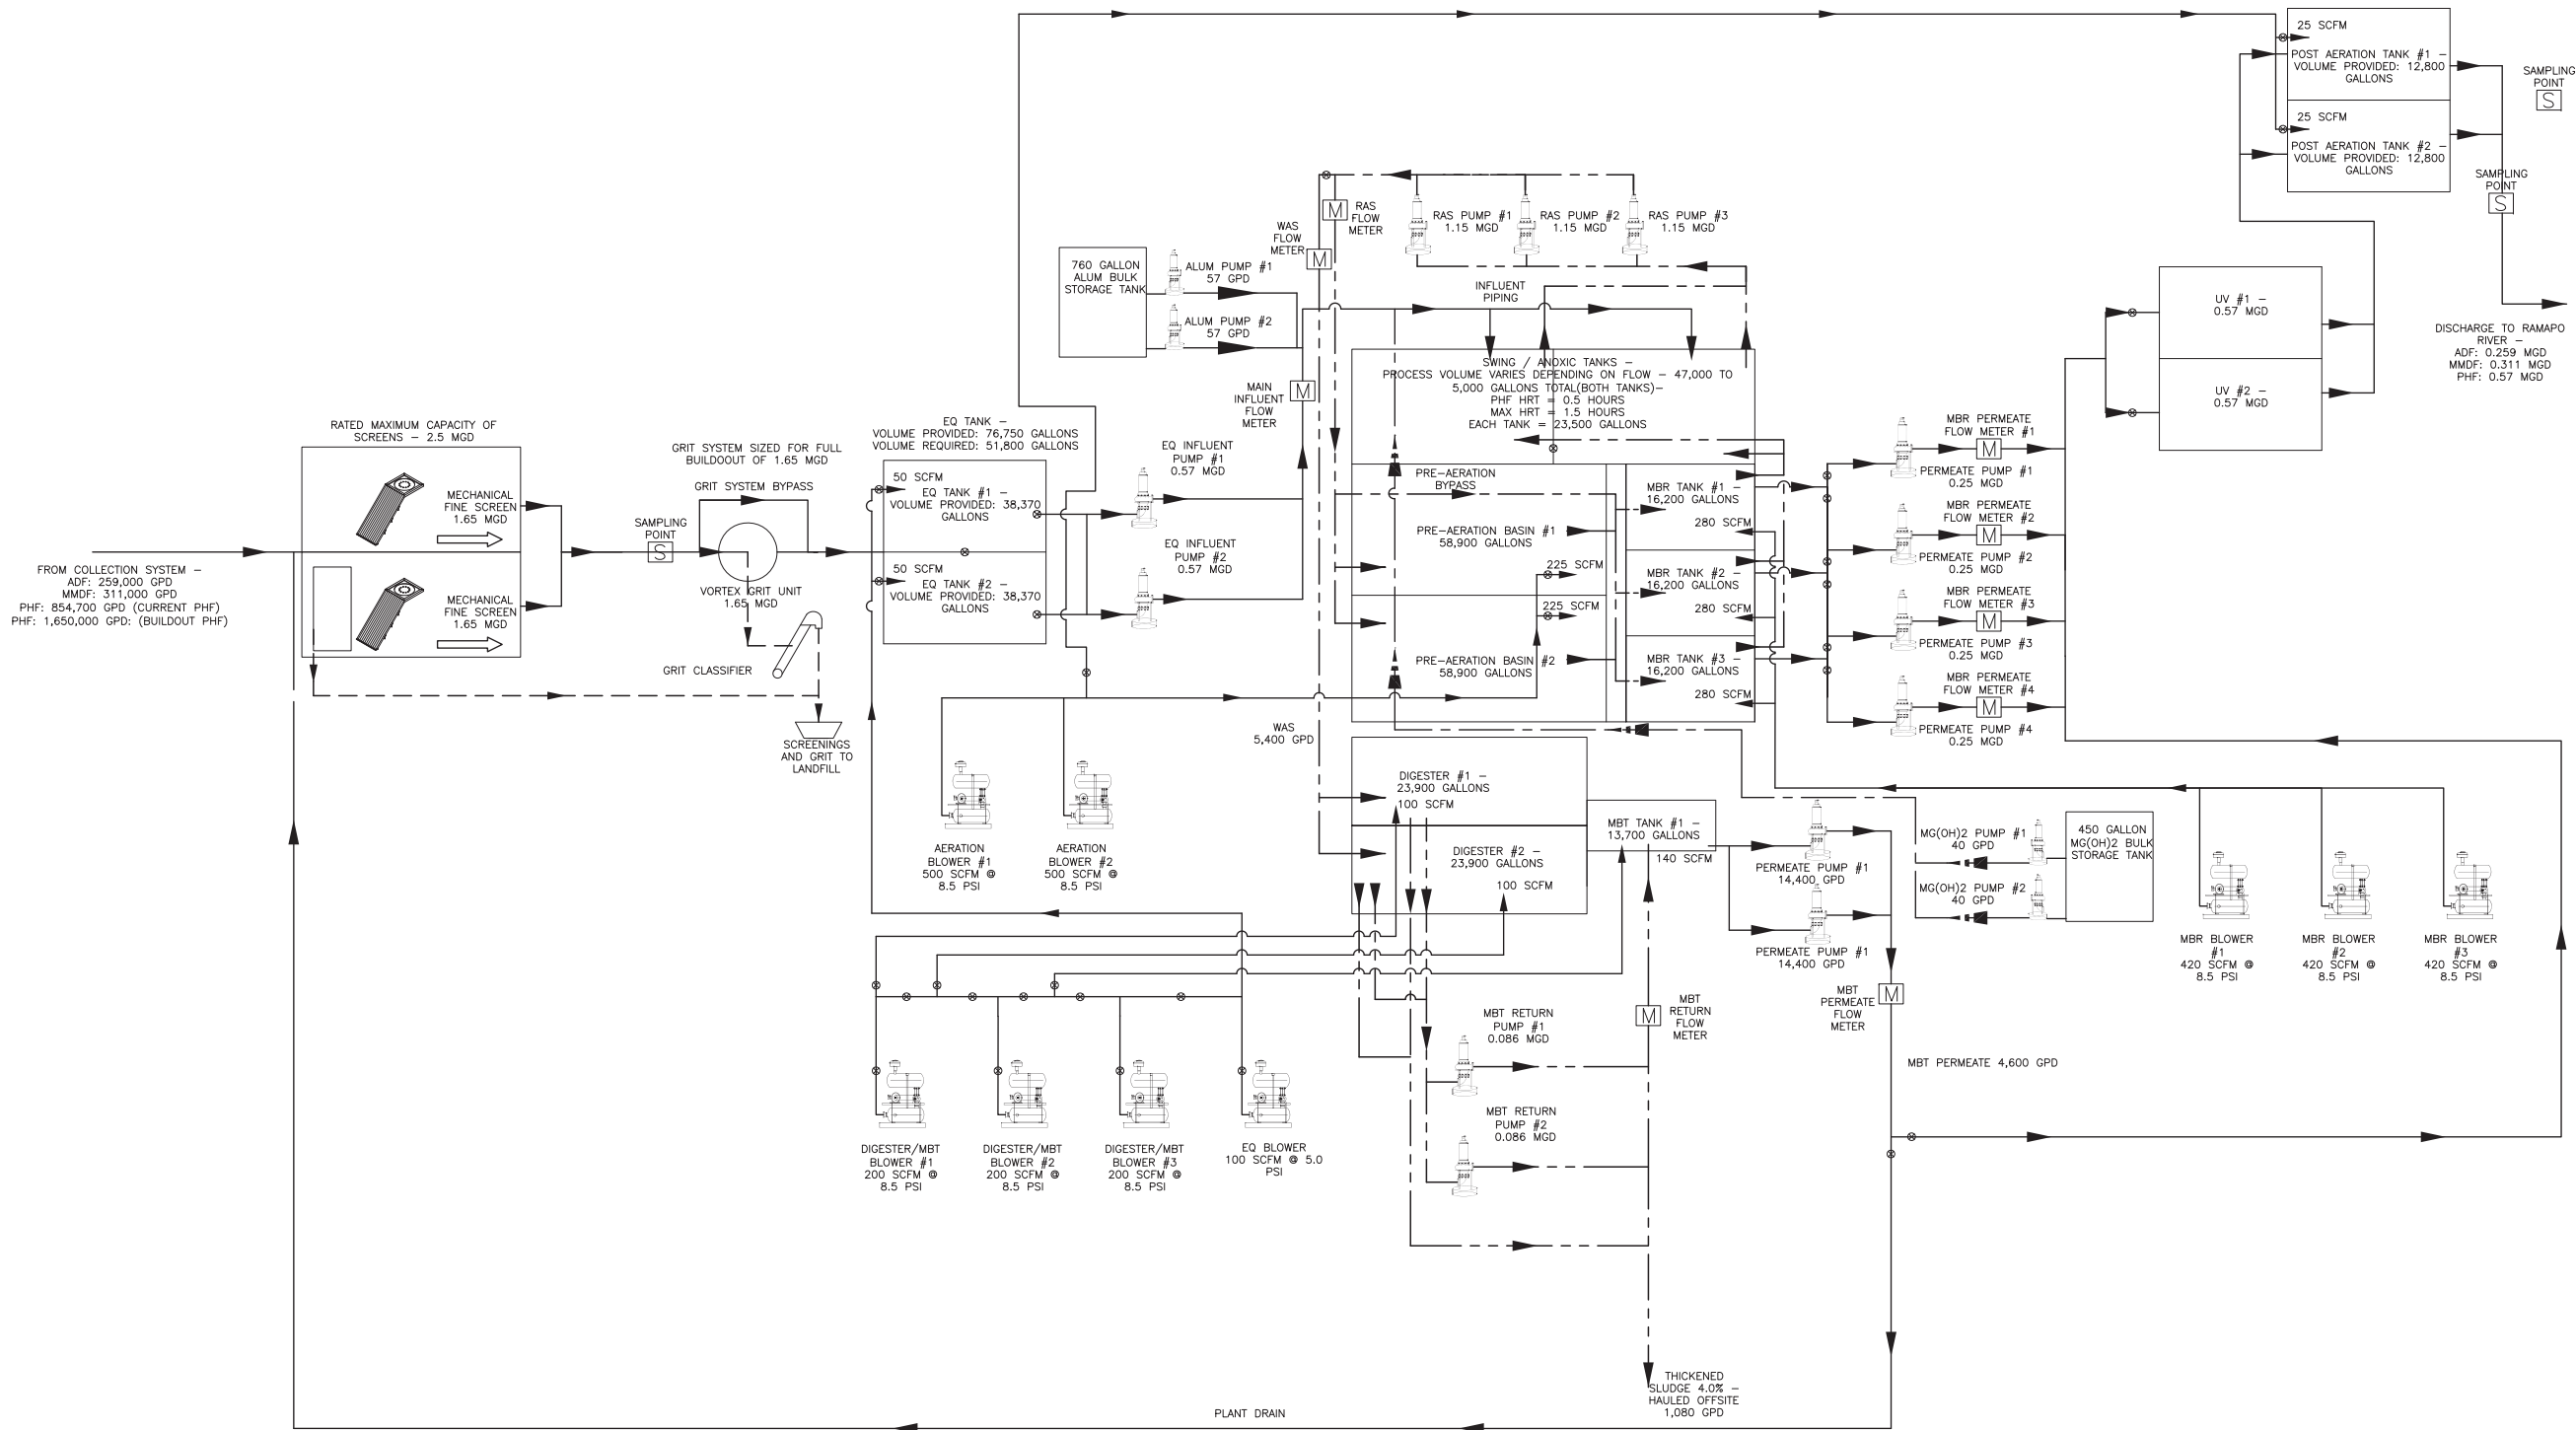 25 SCFM
POST AERATION TANK #1 –
VOLUME PROVIDED: 12,800
GALLONS
25 SCFM
POST AERATION TANK #2 –
VOLUME PROVIDED: 12,800
GALLONS
SAMPLING
POINT
S
SAMPLING
POINT
S
WAS
FLOW
METER
M
M
RAS
FLOW
METER
RAS PUMP #1
1.15 MGD
RAS PUMP #2
1.15 MGD
RAS PUMP #3
1.15 MGD
760 GALLON
ALUM BULK
STORAGE TANK
ALUM PUMP #1
57 GPD
ALUM PUMP #2
57 GPD
INFLUENT
PIPING
UV #1 –
0.57 MGD
UV #2 –
0.57 MGD
DISCHARGE TO RAMAPO
RIVER –
ADF: 0.259 MGD
MMDF: 0.311 MGD
PHF: 0.57 MGD
MAIN
INFLUENT
FLOW
METER
M
SWING / ANOXIC TANKS –
PROCESS VOLUME VARIES DEPENDING ON FLOW – 47,000 TO
5,000 GALLONS TOTAL(BOTH TANKS)–
PHF HRT = 0.5 HOURS
MAX HRT = 1.5 HOURS
EACH TANK = 23,500 GALLONS
RATED MAXIMUM CAPACITY OF
SCREENS – 2.5 MGD
MECHANICAL
FINE SCREEN
1.65 MGD
MECHANICAL
FINE SCREEN
1.65 MGD
FROM COLLECTION SYSTEM –
ADF: 259,000 GPD
MMDF: 311,000 GPD
PHF: 854,700 GPD (CURRENT PHF)
PHF: 1,650,000 GPD: (BUILDOUT PHF)
SAMPLING
POINT
S
GRIT SYSTEM SIZED FOR FULL
BUILDOOUT OF 1.65 MGD
GRIT SYSTEM BYPASS
VORTEX GRIT UNIT
1.65 MGD
GRIT CLASSIFIER
SCREENINGS
AND GRIT TO
LANDFILL
EQ TANK –
VOLUME PROVIDED: 76,750 GALLONS
VOLUME REQUIRED: 51,800 GALLONS
50 SCFM
EQ TANK #1 –
VOLUME PROVIDED: 38,370
GALLONS
50 SCFM
EQ TANK #2 –
VOLUME PROVIDED: 38,370
GALLONS
EQ INFLUENT
PUMP #1
0.57 MGD
EQ INFLUENT
PUMP #2
0.57 MGD
PRE–AERATION
BYPASS
PRE–AERATION BASIN #1
58,900 GALLONS
225 SCFM
225 SCFM
PRE–AERATION BASIN #2
58,900 GALLONS
MBR TANK #1 –
16,200 GALLONS
280 SCFM
MBR TANK #2 –
16,200 GALLONS
280 SCFM
MBR TANK #3 –
16,200 GALLONS
280 SCFM
MBR PERMEATE
FLOW METER #1
M
PERMEATE PUMP #1
0.25 MGD
MBR PERMEATE
FLOW METER #2
M
PERMEATE PUMP #2
0.25 MGD
MBR PERMEATE
FLOW METER #3
M
PERMEATE PUMP #3
0.25 MGD
MBR PERMEATE
FLOW METER #4
M
PERMEATE PUMP #4
0.25 MGD
WAS
5,400 GPD
AERATION
BLOWER #1
500 SCFM @
8.5 PSI
AERATION
BLOWER #2
500 SCFM @
8.5 PSI
DIGESTER #1 –
23,900 GALLONS
100 SCFM
DIGESTER #2 –
23,900 GALLONS
100 SCFM
MBT TANK #1 –
13,700 GALLONS
140 SCFM
PERMEATE PUMP #1
14,400 GPD
PERMEATE PUMP #1
14,400 GPD
MG(OH)2 PUMP #1
40 GPD
MG(OH)2 PUMP #2
40 GPD
450 GALLON
MG(OH)2 BULK
STORAGE TANK
MBR BLOWER
#1
420 SCFM @
8.5 PSI
MBR BLOWER
#2
420 SCFM @
8.5 PSI
MBR BLOWER
#3
420 SCFM @
8.5 PSI
MBT RETURN
PUMP #1
0.086 MGD
M
MBT
RETURN
FLOW
METER
MBT
PERMEATE
FLOW
METER
M
MBT PERMEATE 4,600 GPD
MBT RETURN
PUMP #2
0.086 MGD
DIGESTER/MBT
BLOWER #1
200 SCFM @
8.5 PSI
DIGESTER/MBT
BLOWER #2
200 SCFM @
8.5 PSI
DIGESTER/MBT
BLOWER #3
200 SCFM @
8.5 PSI
EQ BLOWER
100 SCFM @ 5.0
PSI
THICKENED
SLUDGE 4.0% –
HAULED OFFSITE
1,080 GPD
PLANT DRAIN